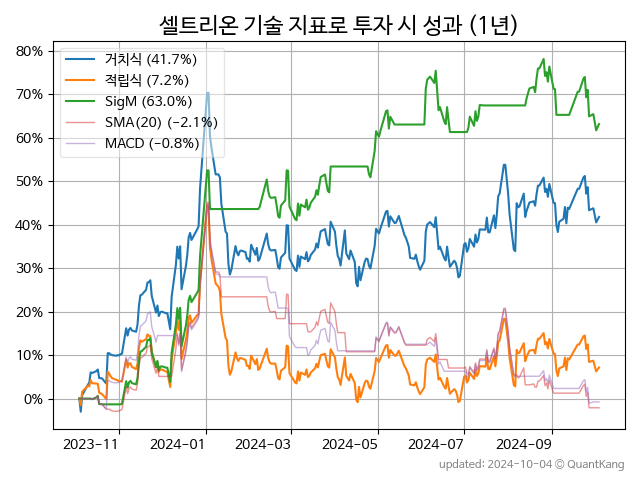 셀트리온 기술 지표로 투자 시 성과 (1년)
80%
70%
60%
50%
40%
30%
20%
10%
0%
거치식 (41.7%)
적립식 (7.2%)
SigM (63.0%)
SMA(20) (−2.1%)
MACD (−0.8%)
2023-11 2024-01 2024-03 2024-05 2024-07 2024-09
updated: 2024-10-04 ⓒ QuantKang